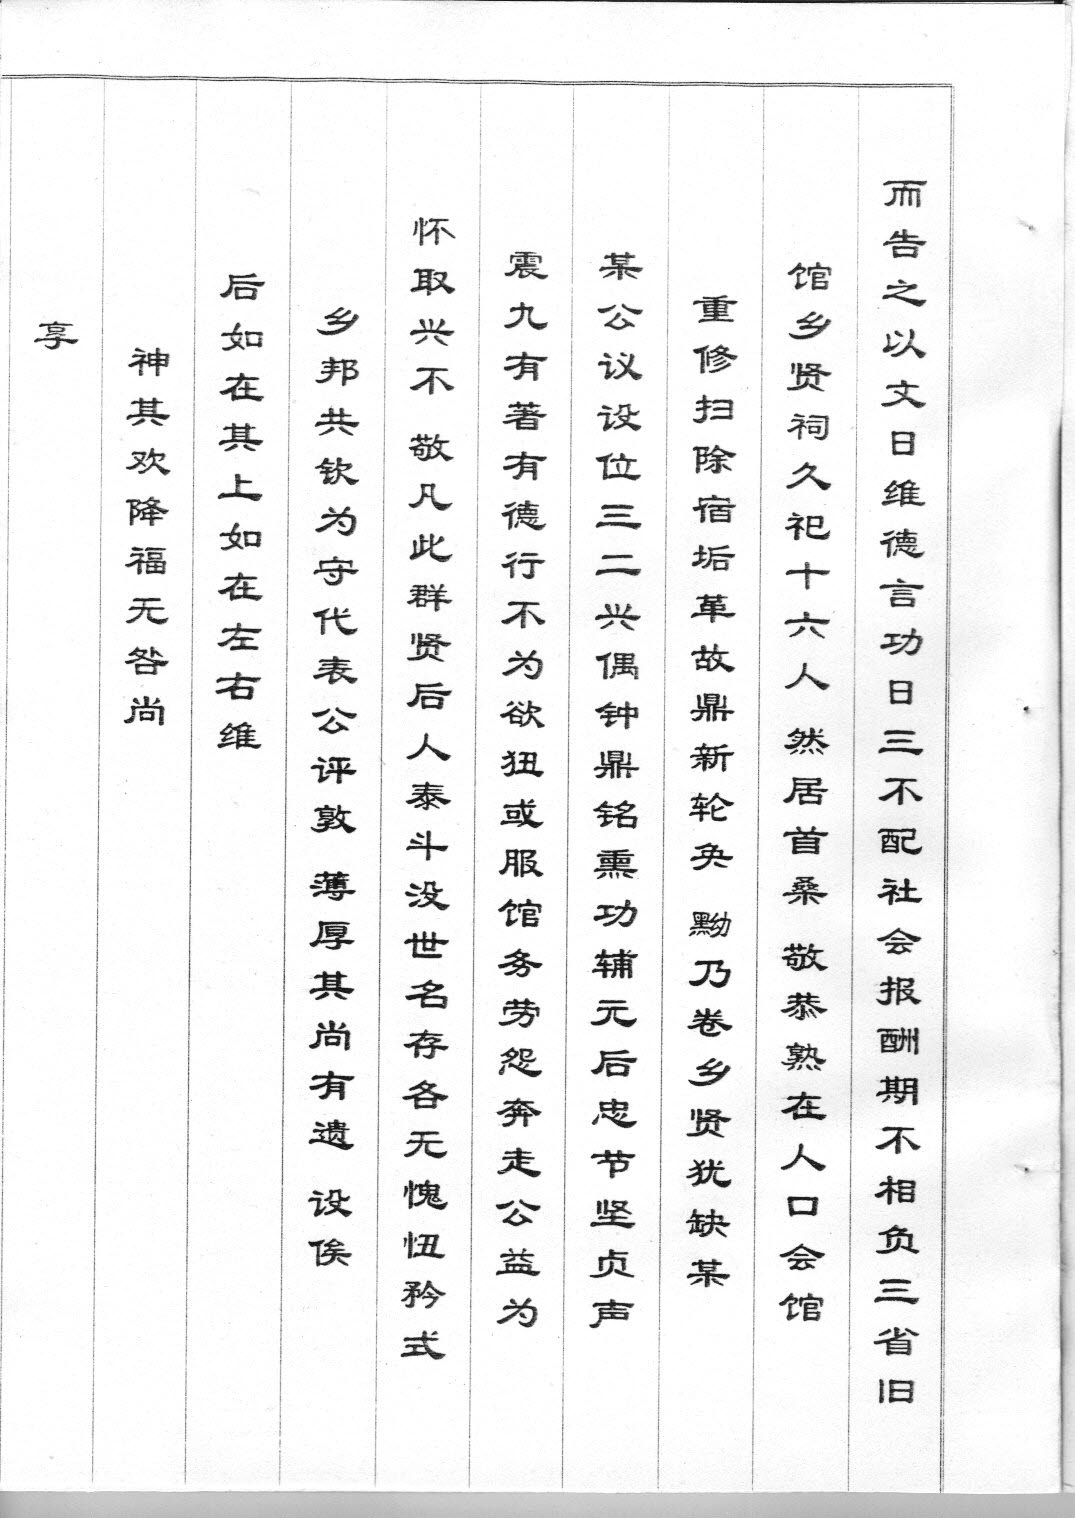 而告之以文日维德言功日三不配社会报酬期不相负三省旧
馆乡贤祠久祀十六人 然居首桑 敬恭熟在人口会馆
重修扫除宿垢革故鼎新轮奂 黝乃卷乡贤犹缺某
某公议设位三二兴偶钟鼎铭熏功辅元后忠节坚贞声
震九有著有德行不为欲狃或服馆务劳怨奔走公益为
怀取兴不 敬凡此群贤后人泰斗没世名存各无愧忸矜式
乡邦共钦为守代表公评敦 薄厚其尚有遗 设俟
后如在其上如在左右维
神其欢降福无咎尚
享